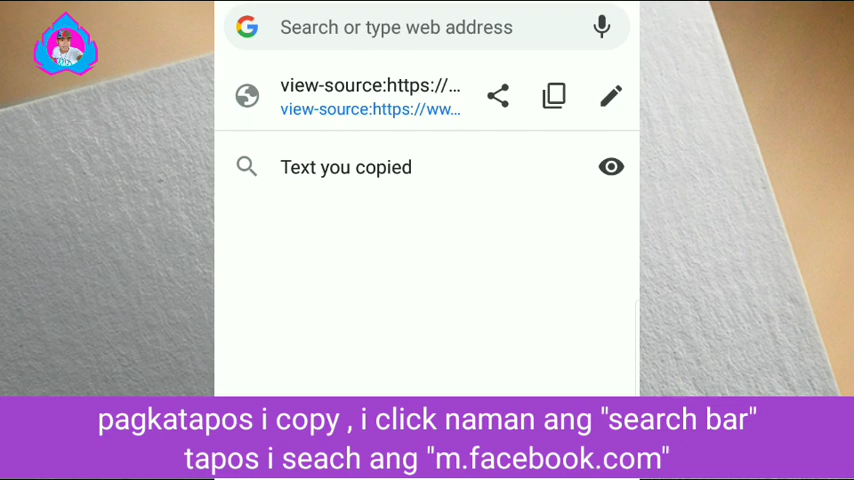 Search or type web address
view-source:https://...
view-source:https://ww...
Text you copied
pagkatapos i copy , i click naman ang "search bar"
tapos i seach ang "m.facebook.com"